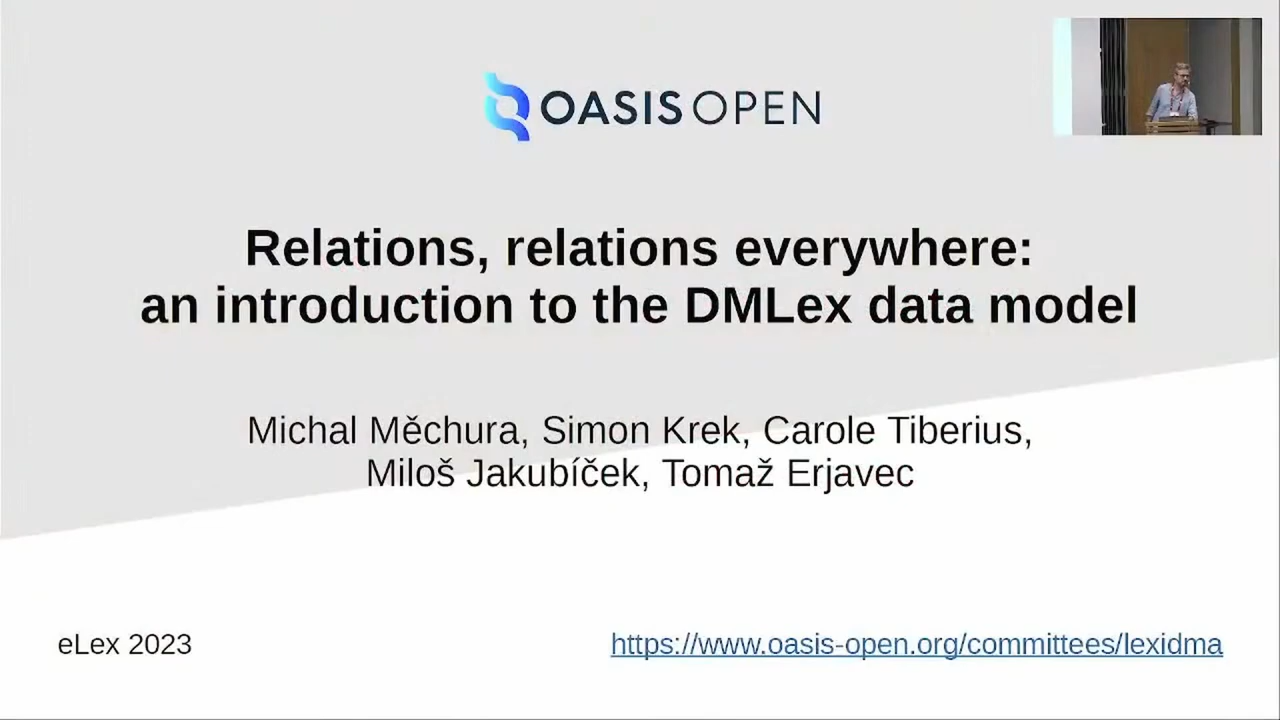 OASIS OPEN
Relations, relations everywhere:
an introduction to the DMLex data model
Michal Měchura, Simon Krek, Carole Tiberius,
Miloš Jakubíček, Tomaž Erjavec
eLex 2023
https://www.oasis-open.org/committees/lexidma